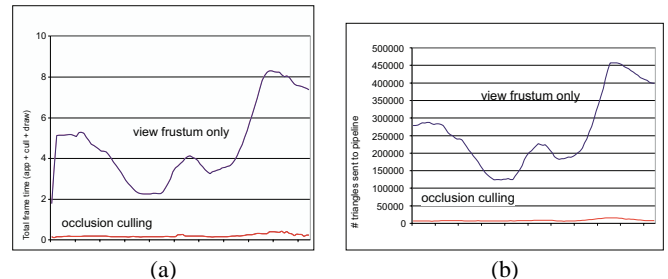 10
8
6
4
2
0
Total frame time (app + cull + draw)
view frustum only
occlusion culling
(a)
500000
450000
400000
350000
300000
250000
200000
150000
100000
50000
0
# triangles sent to pipeline
view frustum only
occlusion culling
(b)